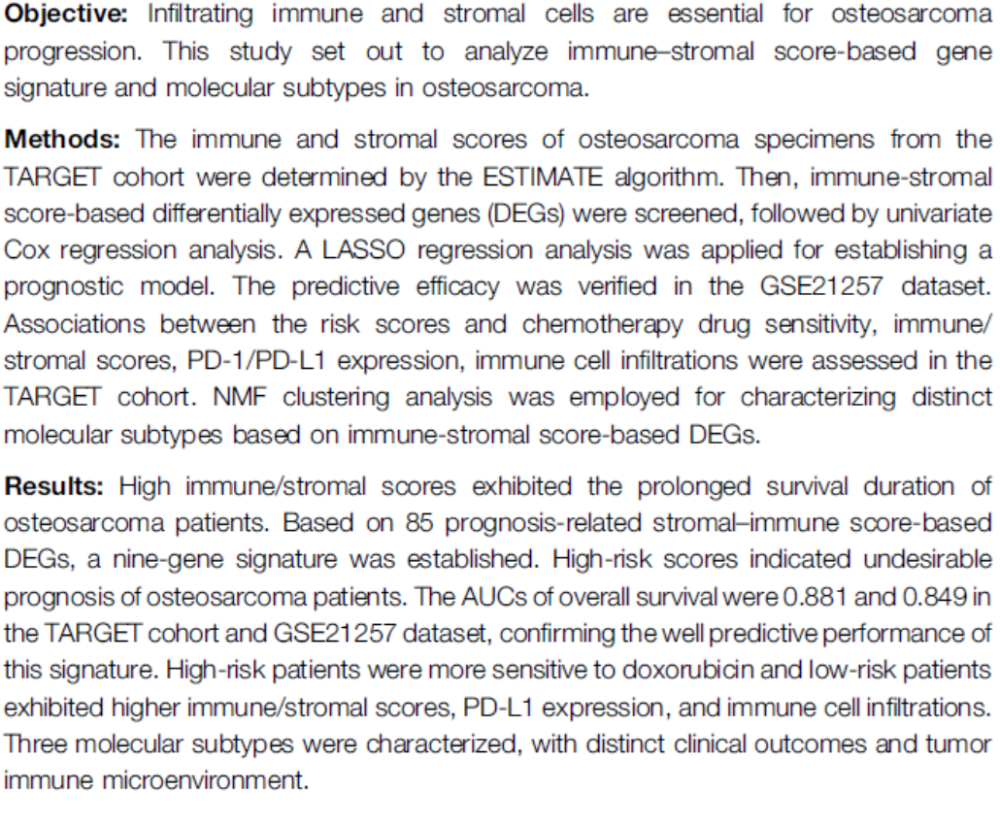 Objective: Infiltrating immune and stromal cells are essential for osteosarcoma
progression. This study set out to analyze immune–stromal score-based gene
signature and molecular subtypes in osteosarcoma.
Methods: The immune and stromal scores of osteosarcoma specimens from the
TARGET cohort were determined by the ESTIMATE algorithm. Then, immune-stromal
score-based differentially expressed genes (DEGs) were screened, followed by univariate
Cox regression analysis. A LASSO regression analysis was applied for establishing a
prognostic model. The predictive efficacy was verified in the GSE21257 dataset.
Associations between the risk scores and chemotherapy drug sensitivity, immune/
stromal scores, PD-1/PD-L1 expression, immune cell infiltrations were assessed in the
TARGET cohort. NMF clustering analysis was employed for characterizing distinct
molecular subtypes based on immune-stromal score-based DEGs.
Results: High immune/stromal scores exhibited the prolonged survival duration of
osteosarcoma patients. Based on 85 prognosis-related stromal–immune score-based
DEGs, a nine-gene signature was established. High-risk scores indicated undesirable
prognosis of osteosarcoma patients. The AUCs of overall survival were 0.881 and 0.849 in
the TARGET cohort and GSE21257 dataset, confirming the well predictive performance of
this signature. High-risk patients were more sensitive to doxorubicin and low-risk patients
exhibited higher immune/stromal scores, PD-L1 expression, and immune cell infiltrations.
Three molecular subtypes were characterized, with distinct clinical outcomes and tumor
immune microenvironment.